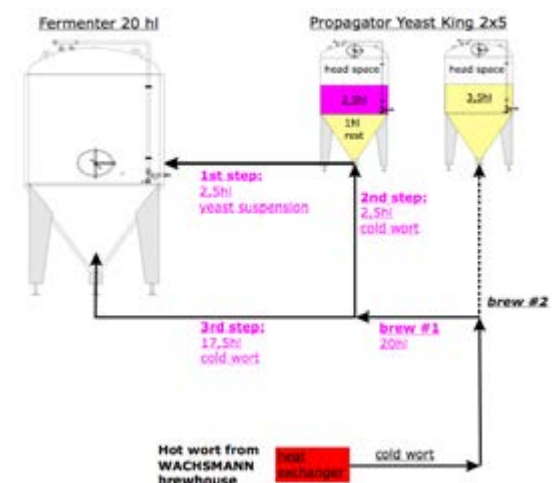 Fermenter 20 hl
Propagator Yeast King 2x5
head space
head space
2,5hl
3,5hl
1hl
rest
1st step:
2,5hl
yeast suspension
2nd step:
2,5hl
cold wort
brew #2
3rd step:
17,5hl
cold wort
brew #1
20hl
Hot wort from
WACHSMANN
brewhouse
heat
exchanger
cold wort